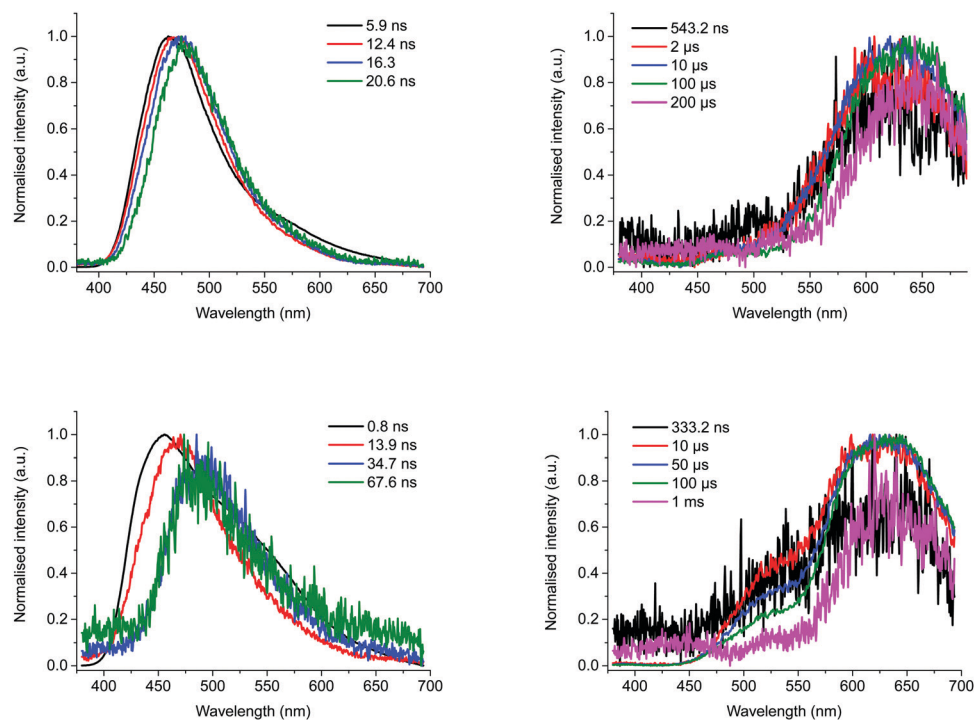 5.9 ns
12.4 ns
16.3
20.6 ns
1.0
0.8
0.6
0.4
0.2
0.0
Normalised intensity (a.u.)
400 450 500 550 600 650 700
Wavelength (nm)
543.2 ns
2 µs
10 µs
100 µs
200 µs
1.0
0.8
0.6
0.4
0.2
0.0
Normalised intensity (a.u.)
400 450 500 550 600 650
Wavelength (nm)
0.8 ns
13.9 ns
34.7 ns
67.6 ns
1.0
0.8
0.6
0.4
0.2
0.0
Normalised intensity (a.u.)
400 450 500 550 600 650 700
Wavelength (nm)
333.2 ns
10 µs
50 µs
100 µs
1 ms
1.0
0.8
0.6
0.4
0.2
0.0
Normalised intensity (a.u.)
400 450 500 550 600 650 700
Wavelength (nm)